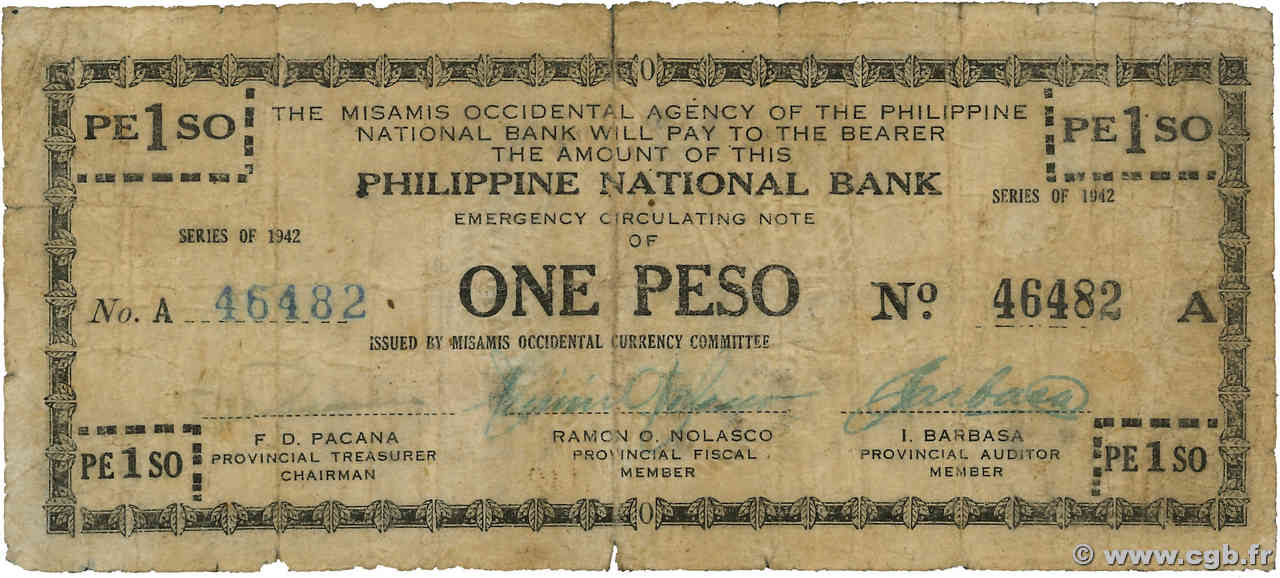 PE1SO
THE MISAMIS OCCIDENTAL AGENCY OF THE PHILIPPINE
NATIONAL BANK WILL PAY TO THE BEARER
THE AMOUNT OF THIS
PE1SO
PHILIPPINE NATIONAL BANK
SERIES OF 1942
EMERGENCY CIRCULATING NOTE
SERIES OF 1942
OF
No. A 46482
ONE PESO
No. 46482 A
ISSUED BY MISAMIS OCCIDENTAL CURRENCY COMMITTEE
Barbasa
F. D. PACANA
PROVINCIAL TREASURER
CHAIRMAN
RAMON O. NOLASCO
PROVINCIAL FISCAL
MEMBER
I. BARBASA
PROVINCIAL AUDITOR
MEMBER
PE1SO
PE1SO
© www.cgb.fr